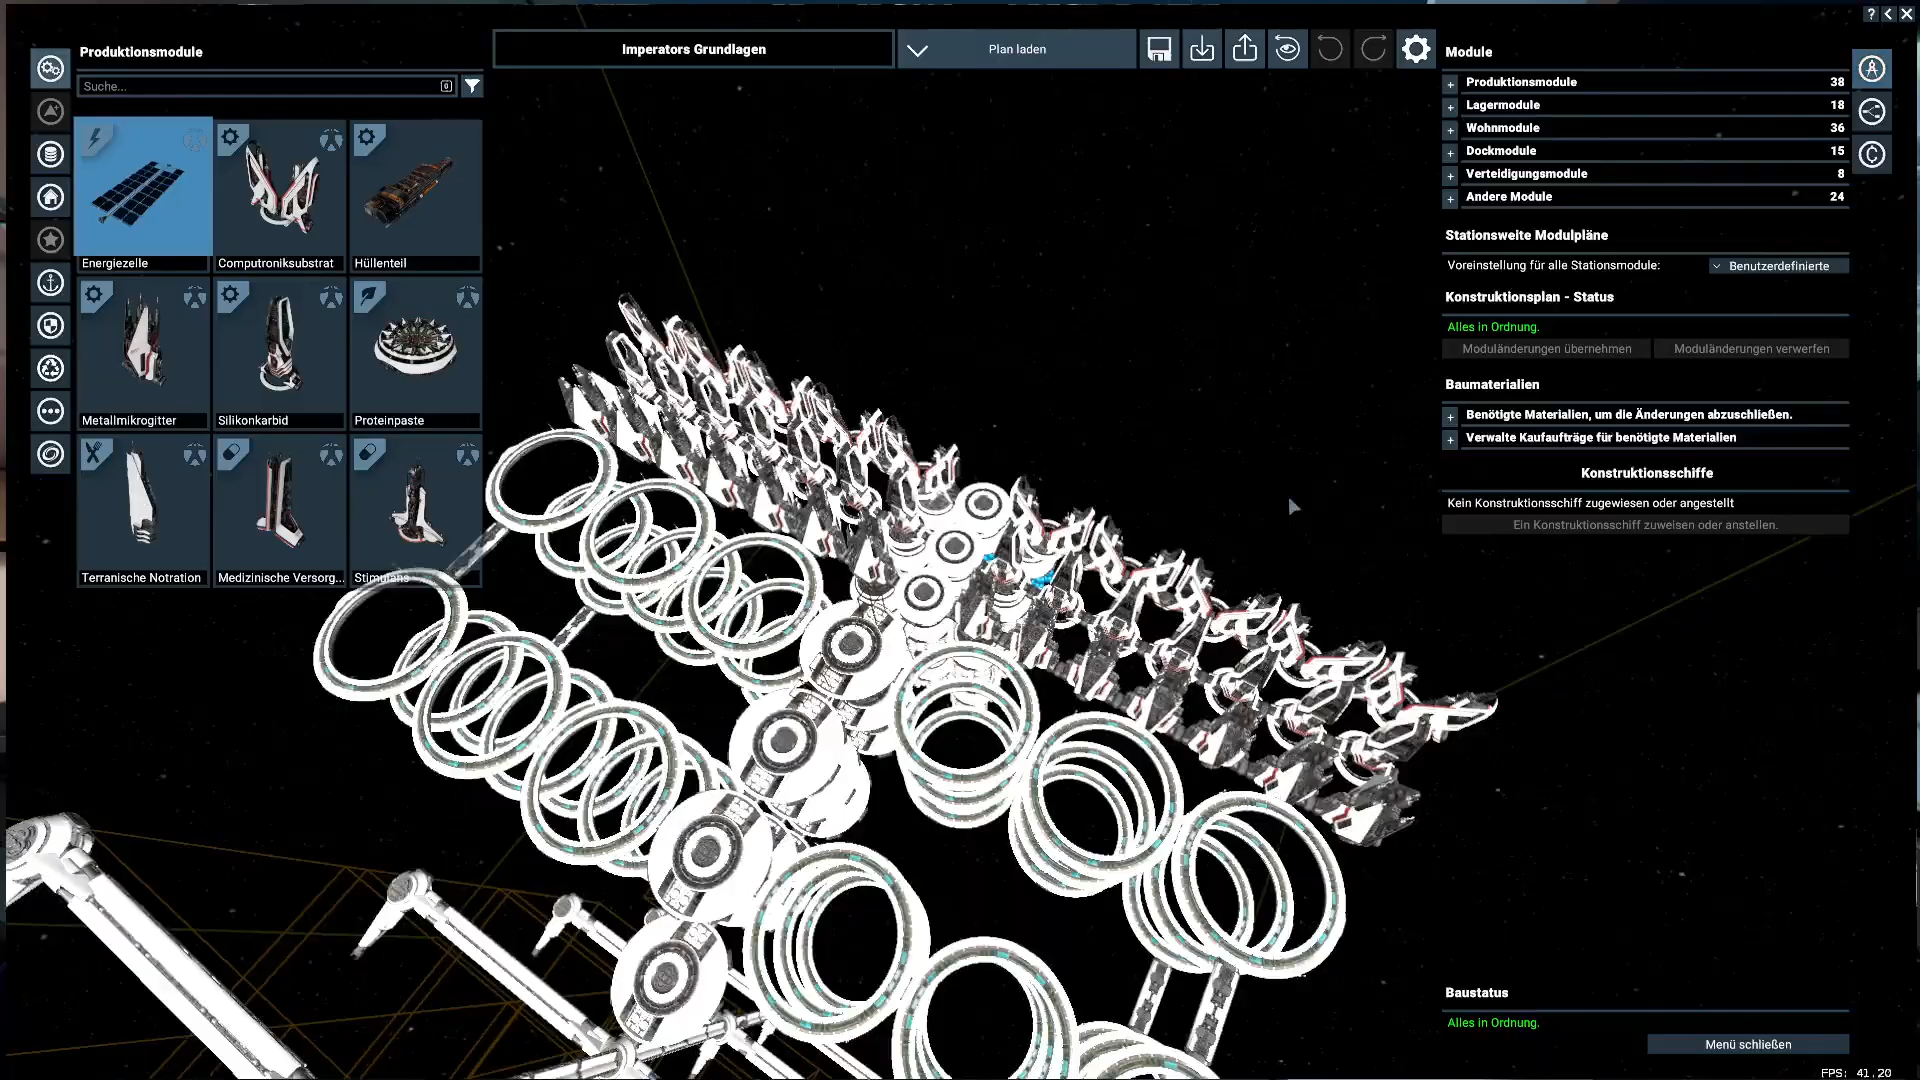 Produktionsmodule
Suche...
Energiezelle
Computroniksubstrat
Hüllenteil
Metallmikrogitter
Silikonkarbid
Proteinpaste
Terranische Notration
Medizinische Versorg...
Stimulans
Imperators Grundlagen
Plan laden
Module
Produktionsmodule 38
Lagermodule 18
Wohnmodule 36
Dockmodule 15
Verteidigungsmodule 8
Andere Module 24
Stationsweite Modulpläne
Voreinstellung für alle Stationsmodule: Benutzerdefinierte
Konstruktionsplan - Status
Alles in Ordnung.
Moduländerungen übernehmen Moduländerungen verwerfen
Baumaterialien
Benötigte Materialien, um die Änderungen abzuschließen.
Verwalte Kaufaufträge für benötigte Materialien
Konstruktionsschiffe
Kein Konstruktionsschiff zugewiesen oder angestellt
Ein Konstruktionsschiff zuweisen oder anstellen.
Baustatus
Alles in Ordnung.
Menü schließen
FPS: 41.20